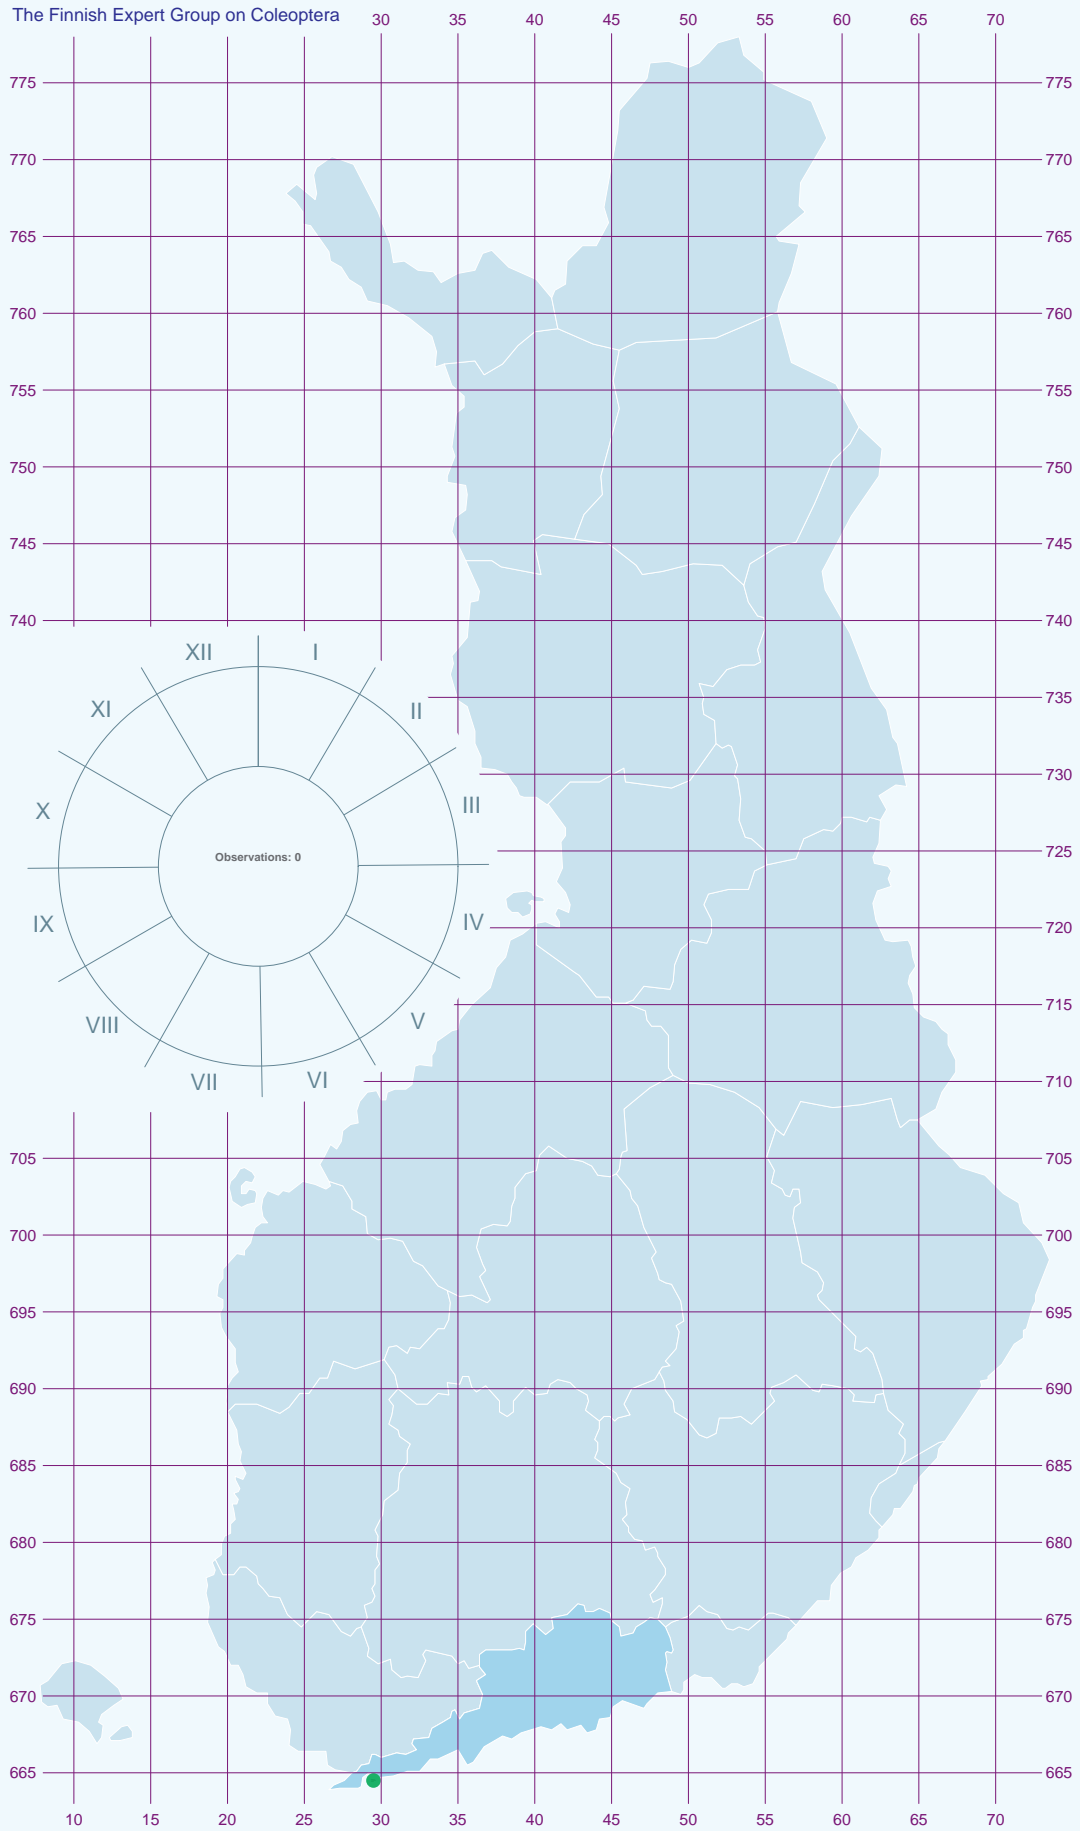 The Finnish Expert Group on Coleoptera
30 35 40 45 50 55 60 65 70
775 775
770 770
765 765
760 760
755 755
750 750
745 745
740 740
XII I
XI II
735
730
X III
Observations: 0
725
IX IV
720
715
VIII V
VII VI
710
705 705
700 700
695 695
690 690
685 685
680 680
675 675
670 670
665 665
10 15 20 25 30 35 40 45 50 55 60 65 70